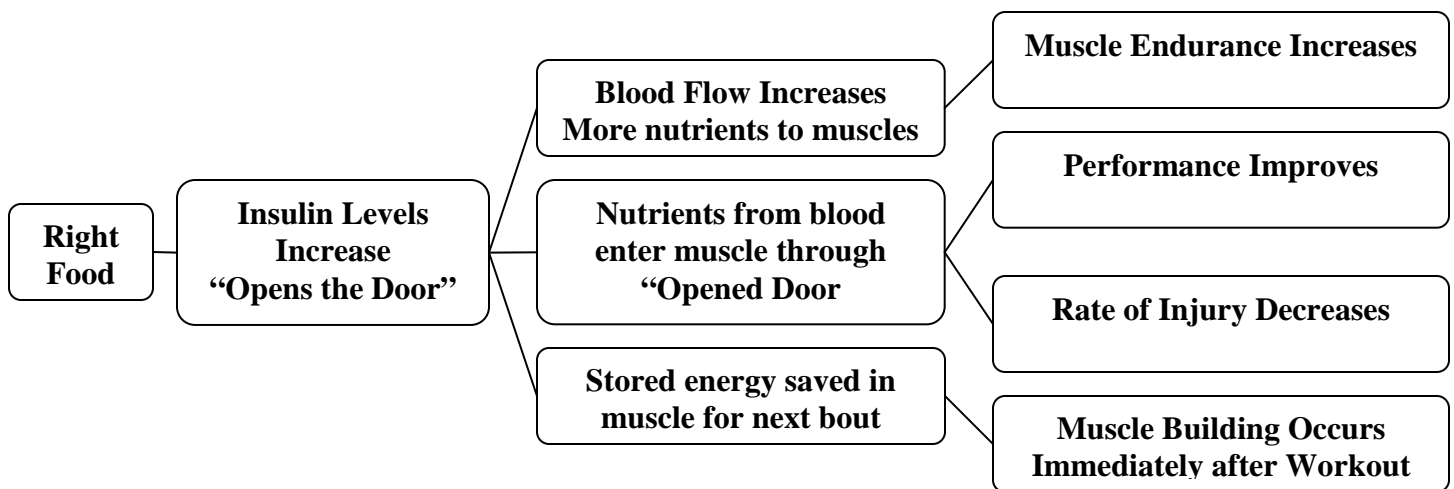 Right
Food
Insulin Levels
Increase
“Opens the Door”
Blood Flow Increases
More nutrients to muscles
Nutrients from blood
enter muscle through
“Opened Door
Stored energy saved in
muscle for next bout
Muscle Endurance Increases
Performance Improves
Rate of Injury Decreases
Muscle Building Occurs
Immediately after Workout